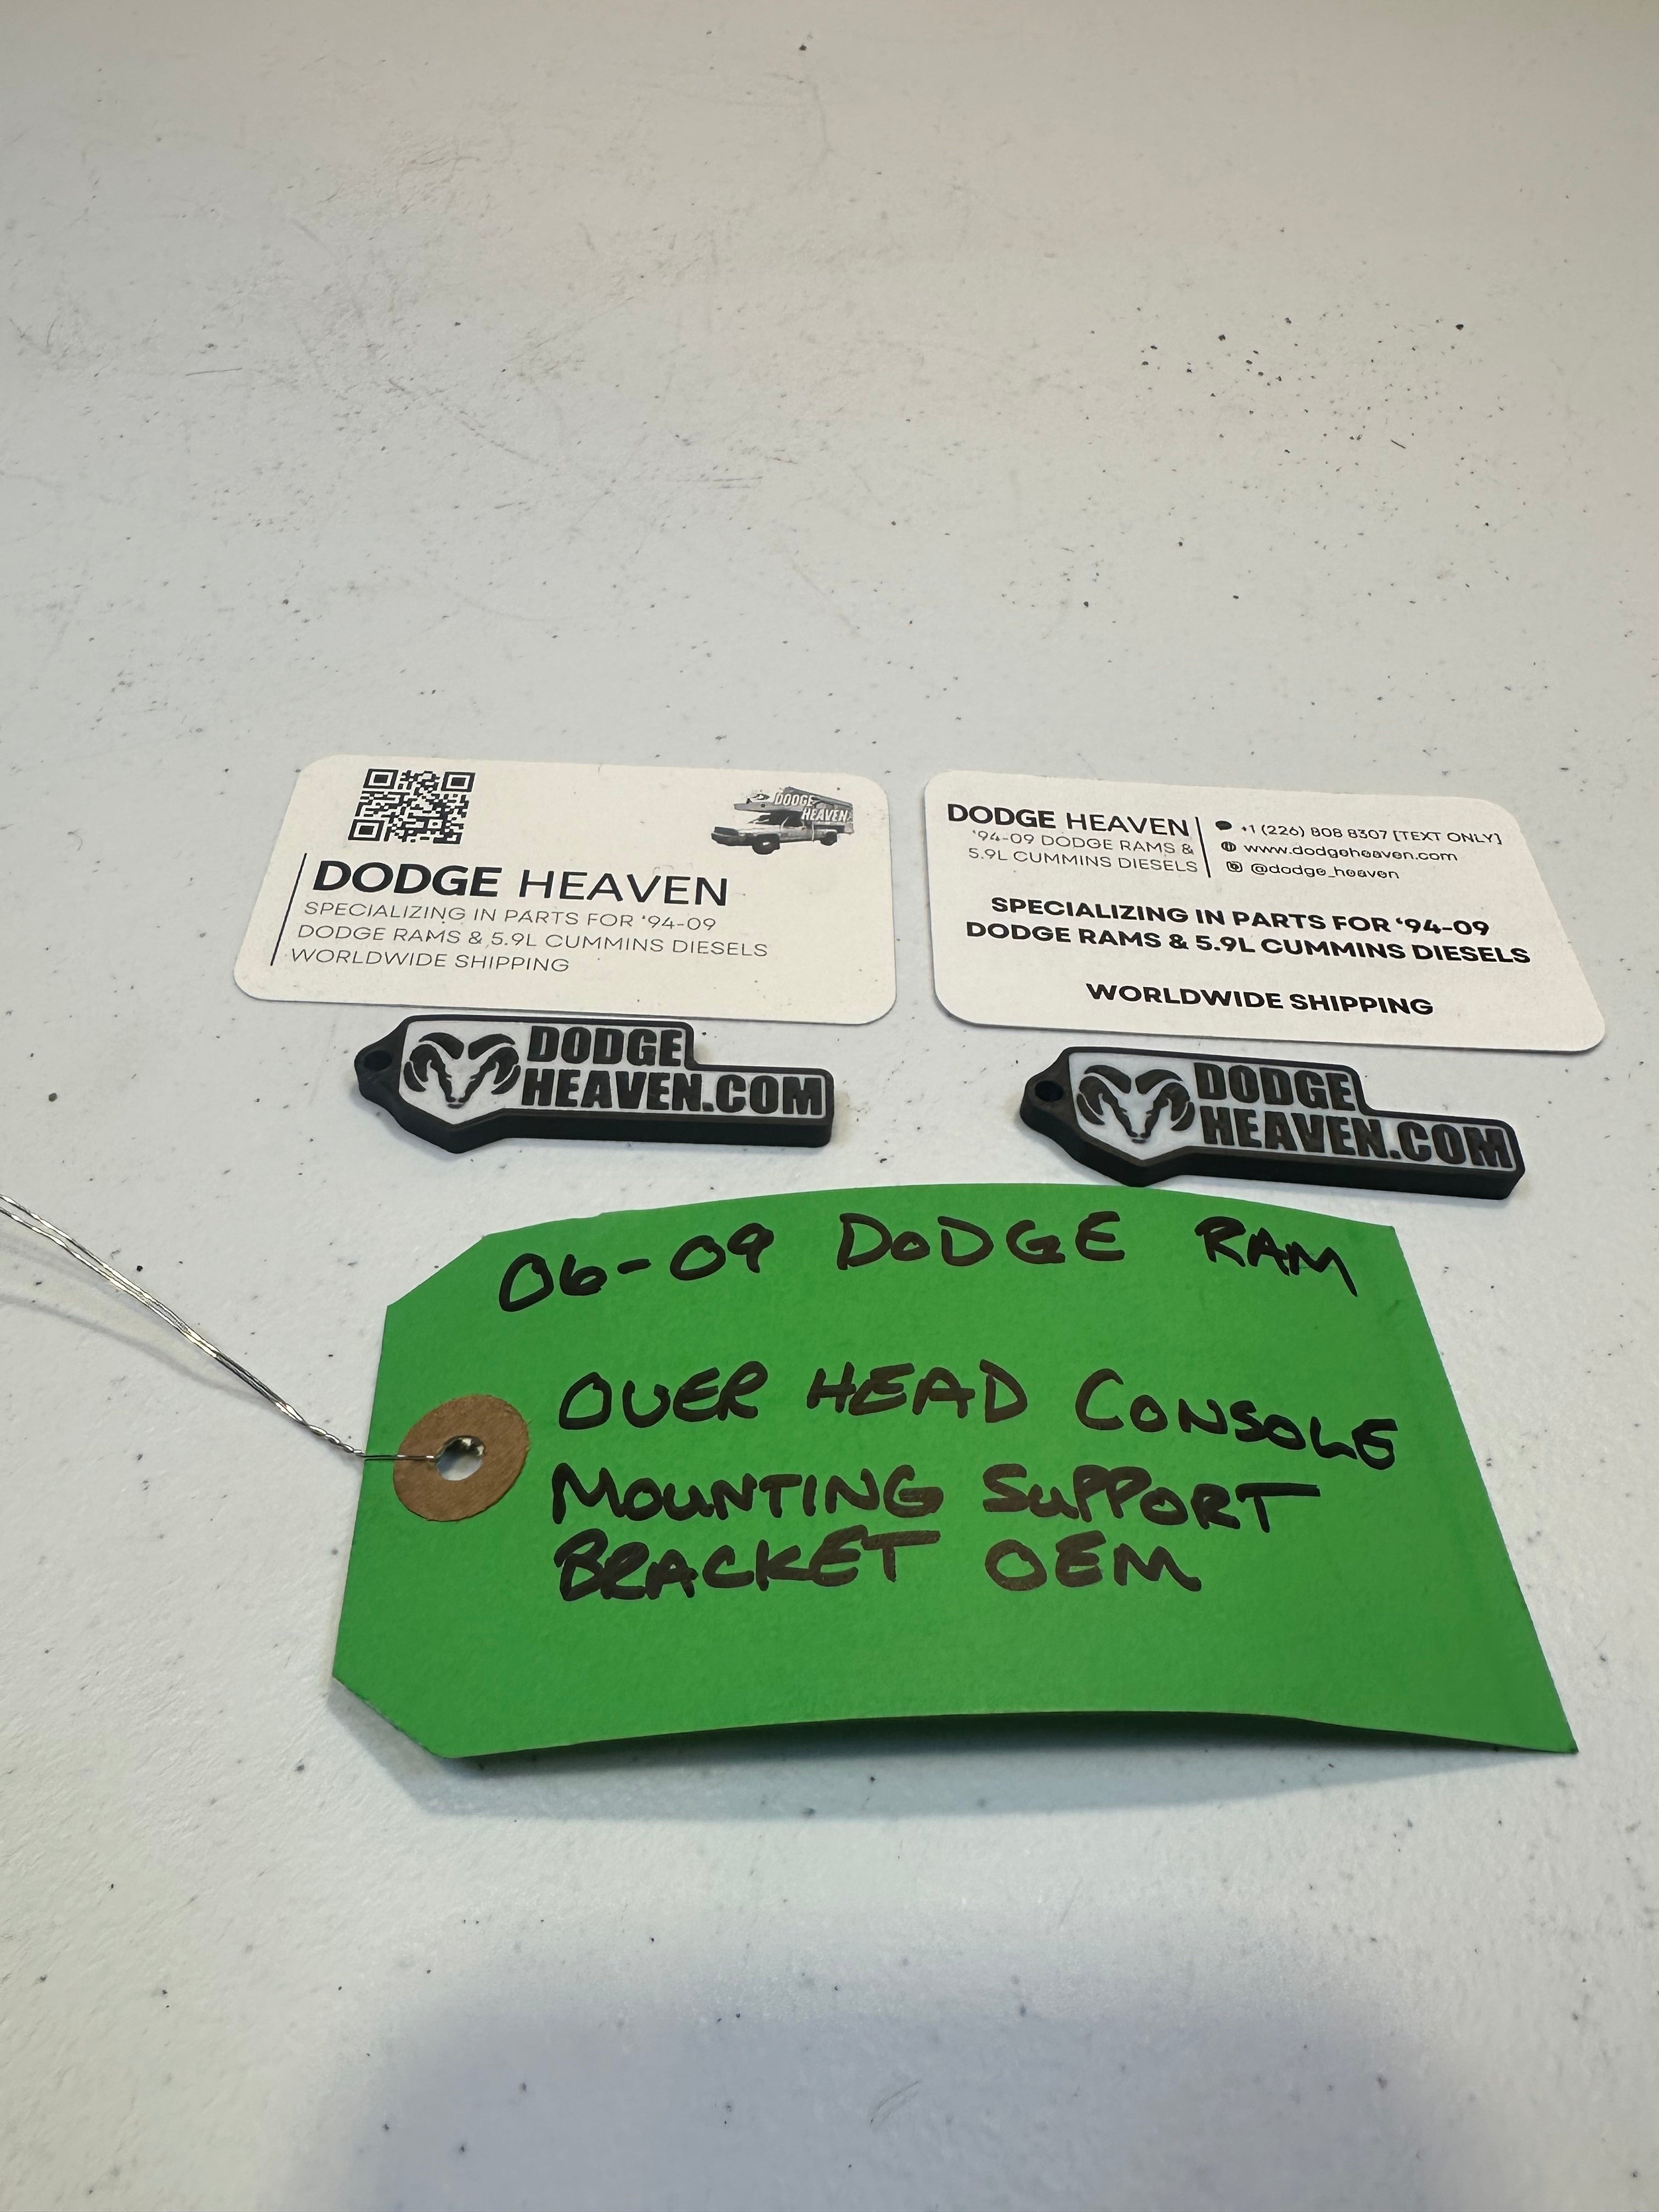 DODGE
HEAVEN
DODGE HEAVEN
SPECIALIZING IN PARTS FOR ‘94-09
DODGE RAMS & 5.9L CUMMINS DIESELS
WORLDWIDE SHIPPING
DODGE HEAVEN
‘94-09 DODGE RAMS &
5.9L CUMMINS DIESELS
+1 (226) 808 8307 [TEXT ONLY]
www.dodgeheaven.com
@dodge_heaven
SPECIALIZING IN PARTS FOR ‘94-09
DODGE RAMS & 5.9L CUMMINS DIESELS
WORLDWIDE SHIPPING
DODGE
HEAVEN.COM
DODGE
HEAVEN.COM
06-09 DODGE RAM
OVER HEAD CONSOLE
MOUNTING SUPPORT
BRACKET OEM